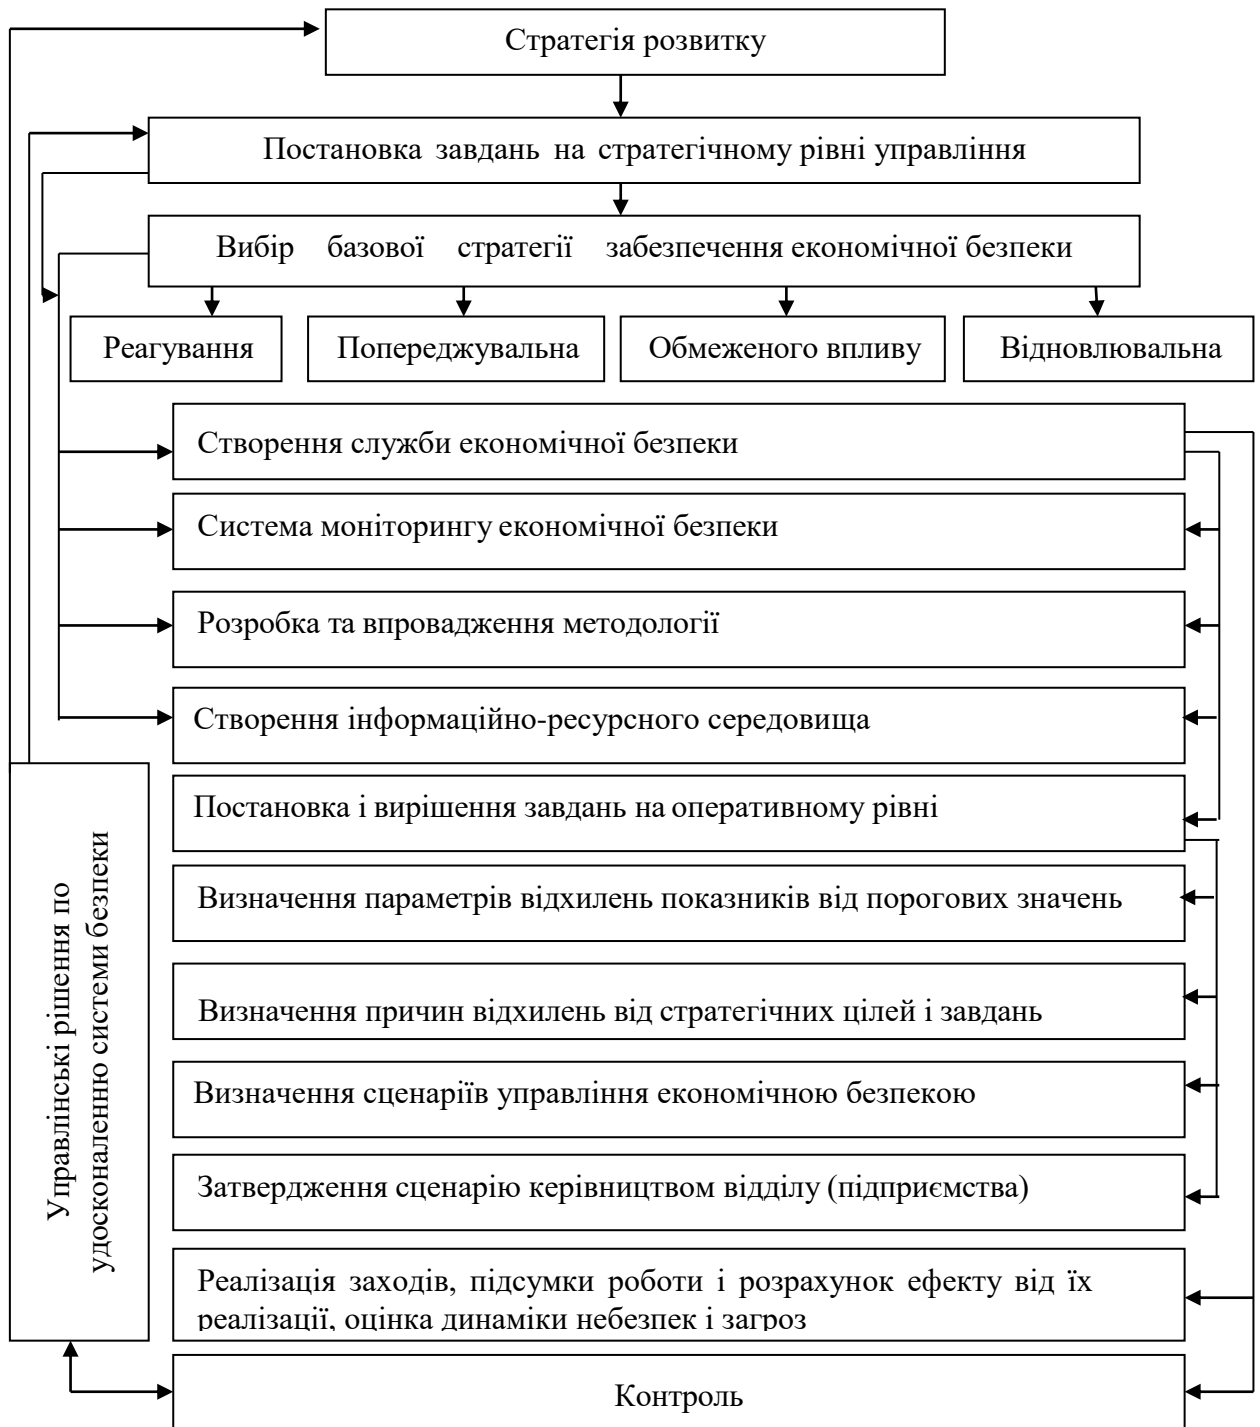 Стратегія розвитку
Постановка завдань на стратегічному рівні управління
Вибір базової стратегії забезпечення економічної безпеки
Реагування
Попереджувальна
Обмеженого впливу
Відновлювальна
Створення служби економічної безпеки
Система моніторингу економічної безпеки
Розробка та впровадження методології
Створення інформаційно-ресурсного середовища
Постановка і вирішення завдань на оперативному рівні
Визначення параметрів відхилень показників від порогових значень
Визначення причин відхилень від стратегічних цілей і завдань
Визначення сценаріїв управління економічною безпекою
Затвердження сценарію керівництвом відділу (підприємства)
Реалізація заходів, підсумки роботи і розрахунок ефекту від їх
реалізації, оцінка динаміки небезпек і загроз
Контроль
Управлінські рішення по
удосконаленню системи безпеки